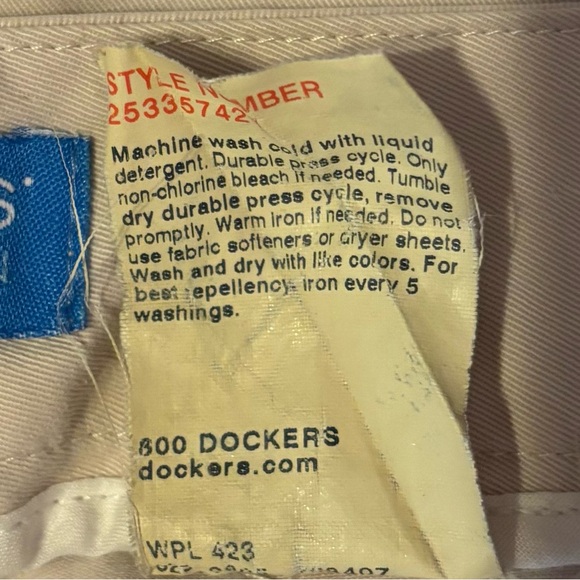 STYLE NUMBER
25335742
Machine wash cold with liquid
detergent. Durable press cycle. Only
non-chlorine bleach if needed. Tumble
dry durable press cycle, remove
promptly. Warm iron if needed. Do not
use fabric softeners or dryer sheets.
Wash and dry with like colors. For
best repellency, iron every 5
washings.
800 DOCKERS
dockers.com
WPL 423